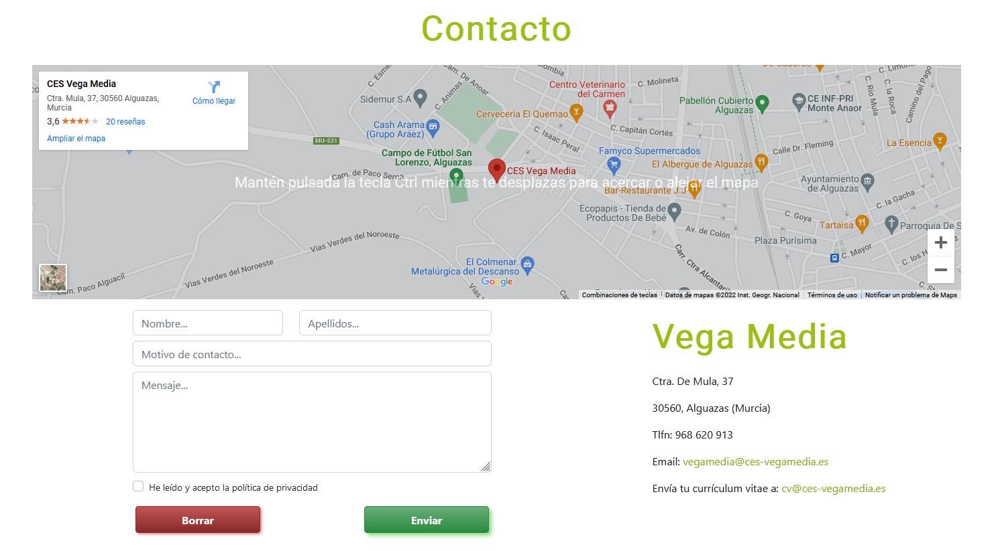 Contacto
CES Vega Media
Ctra. Mula, 37, 30560 Alguazas,
Murcia
3,6
20 reseñas
Ampliar el mapa
Cómo llegar
C. Esme
Cam. De Anoar
C. Animas
Sidemur S.A
Cash Arama
(Grupo Aráez)
MU-531
Campo de Fútbol San
Lorenzo, Alguazas
Cam. de Paco Serna
olombia
Centro Veterinario
del Carmen
C. Molineta
Cerveceria El Quemao
C. Capitán Cortés
C. Isaac Peral
Famyco Supermercados
CES Vega Media
Pabellón Cubierto
Alguazas
CE INF-PRI
Monte Anaor
C. Limon
C. Río Mula
C. la Roca
Camino del Pago
Calle Dr. Fleming
La Esencia
El Albergue de Alguazas
Mantén pulsada la tecla Ctrl mientras te desplazas para acercar o alejar el mapa
Bar-Restaurante J.J
Ayuntamiento
de Alguazas
C. la Gacha
Ecopapis - Tienda de
Productos De Bebé
C. Goya
Tartaisa
Parroquia De S
Av. de Colón
Plaza Purísima
C. Mayor
C. los H
Carr. Ctra Alcantarill
Vias Verdes del Noroeste
Vias Verdes del Noroeste
Vias
Cam. Paco Alguacil
El Colmenar.
Metalúrgica del Descanso
Google
Combinaciones de teclas
Datos de mapas ©2022 Inst. Geogr. Nacional
Términos de uso
Notificar un problema de Maps
Nombre...
Apellidos...
Motivo de contacto...
Mensaje...
He leído y acepto la política de privacidad
Borrar
Enviar
Vega Media
Ctra. De Mula, 37
30560, Alguazas (Murcia)
Tlfn: 968 620 913
Email: vegamedia@ces-vegamedia.es
Envía tu currículum vitae a: cv@ces-vegamedia.es